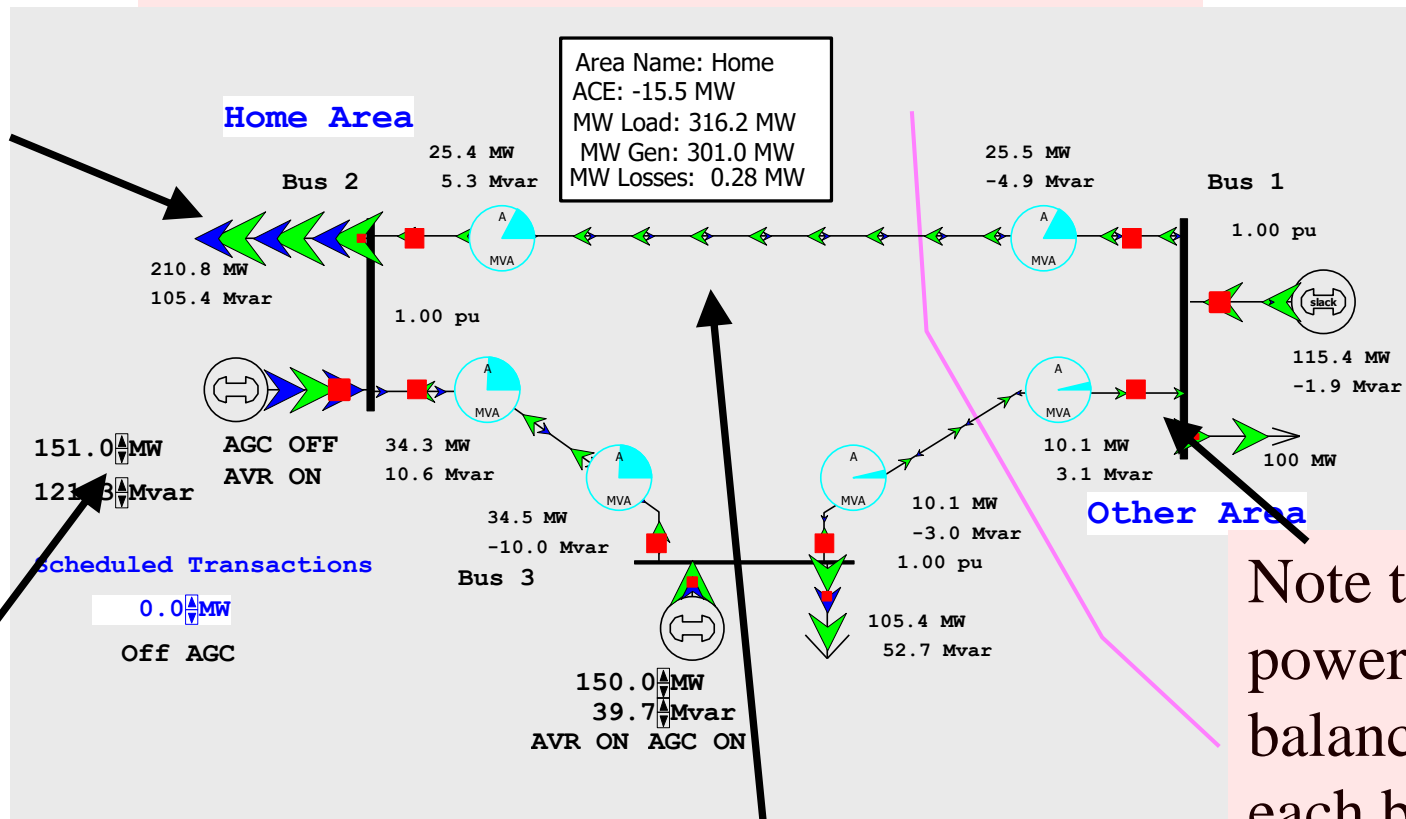 Area Name: Home
ACE: -15.5 MW
MW Load: 316.2 MW
MW Gen: 301.0 MW
MW Losses: 0.28 MW
Home Area
Bus 2
25.4 MW
5.3 Mvar
25.5 MW
-4.9 Mvar
Bus 1
1.00 pu
A
MVA
A
MVA
210.8 MW
105.4 Mvar
1.00 pu
slack
115.4 MW
-1.9 Mvar
A
MVA
A
MVA
151.0 MW
AGC OFF
AVR ON
Mvar
34.3 MW
10.6 Mvar
A
MVA
A
MVA
10.1 MW
3.1 Mvar
100 MW
34.5 MW
-10.0 Mvar
10.1 MW
-3.0 Mvar
1.00 pu
Other Area
Scheduled Transactions
0.0 MW
Off AGC
Bus 3
105.4 MW
52.7 Mvar
150.0 MW
39.7 Mvar
AVR ON AGC ON
Note t
power
balanc
each b